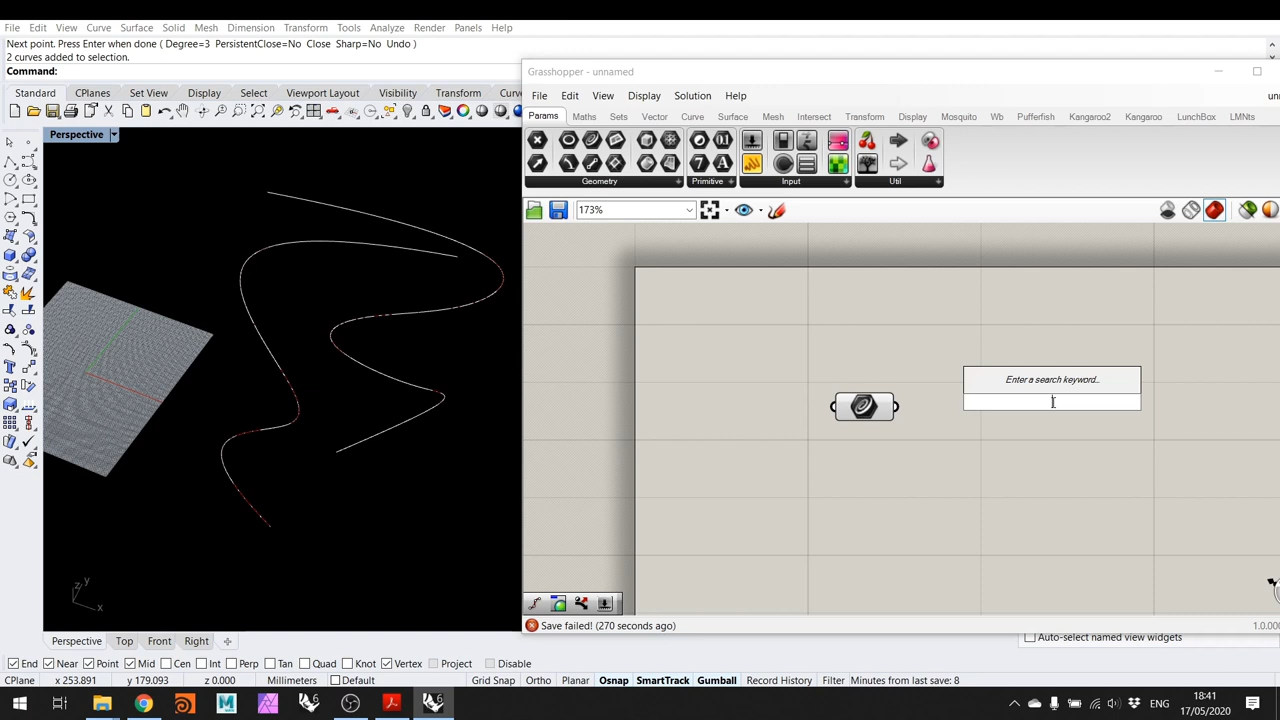 File Edit View Curve Surface Solid Mesh Dimension Transform Tools Analyze Render Panels Help
Next point. Press Enter when done ( Degree=3 PersistentClose=No Close Sharp=No Undo )
2 curves added to selection.
Command:
Standard CPlanes Set View Display Select Viewport Layout Visibility Transform Curv
Perspective
Grasshopper - unnamed
File Edit View Display Solution Help
Params Maths Sets Vector Curve Surface Mesh Intersect Transform Display Mosquito Wb Pufferfish Kangaroo2 Kangaroo LunchBox LMNts
Geometry Primitive Input Util
173%
Enter a search keyword...
z y x
Save failed! (270 seconds ago)
1.0.000
Perspective Top Front Right
Auto-select named view widgets
End Near Point Mid Cen Int Perp Tan Quad Knot Vertex Project Disable
CPlane x 253.891 y 179.093 z 0.000 Millimeters Default Grid Snap Ortho Planar Osnap SmartTrack Gumball Record History Filter Minutes from last save: 8
ENG
18:41
17/05/2020